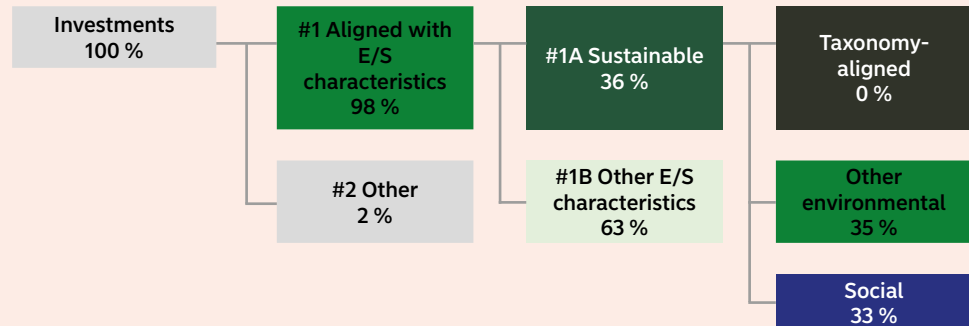 Investments
100 %
#1 Aligned with
E/S
characteristics
98 %
#2 Other
2 %
#1A Sustainable
36 %
#1B Other E/S
characteristics
63 %
Taxonomy-
aligned
0 %
Other
environmental
35 %
Social
33 %